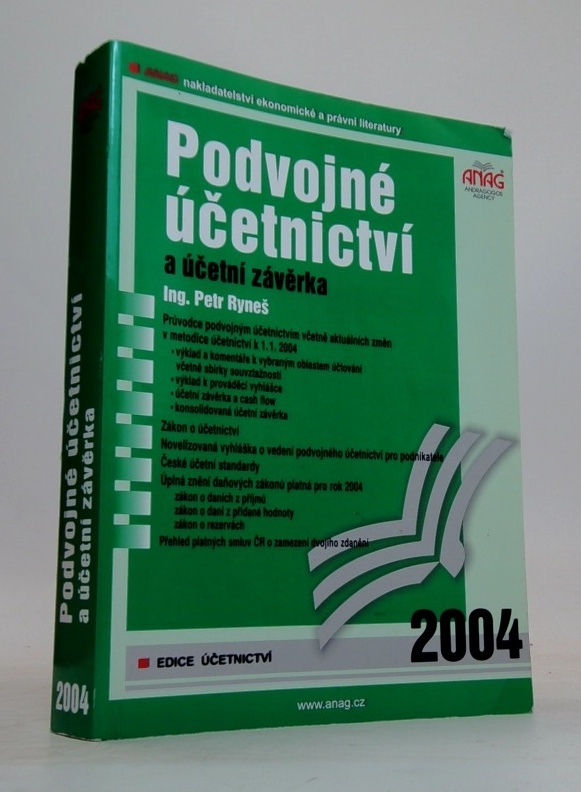 ANAG nakladatelství ekonomické a právní literatury
Podvojné
účetnictví
a účetní závěrka
Ing. Petr Ryneš
ANAG
ANDRAGOGOS
AGENCY
Průvodce podvojným účetnictvím včetně aktuálních změn
v metodice účetnictví k 1. 1. 2004
• výklad a komentáře k vybraným oblastem účtování
včetně sbírky souvztažností
• výklad k prováděcí vyhlášce
• účetní závěrka a cash flow
• konsolidovaná účetní závěrka
Zákon o účetnictví
Novelizovaná vyhláška o vedení podvojného účetnictví pro podnikatele
České účetní standardy
Úplná znění daňových zákonů platná pro rok 2004
zákon o daních z příjmů
zákon o dani z přidané hodnoty
zákon o rezervách
Přehled platných smluv ČR o zamezení dvojího zdanění
2004
EDICE ÚČETNICTVÍ
www.anag.cz
Podvojné účetnictví
a účetní závěrka
2004